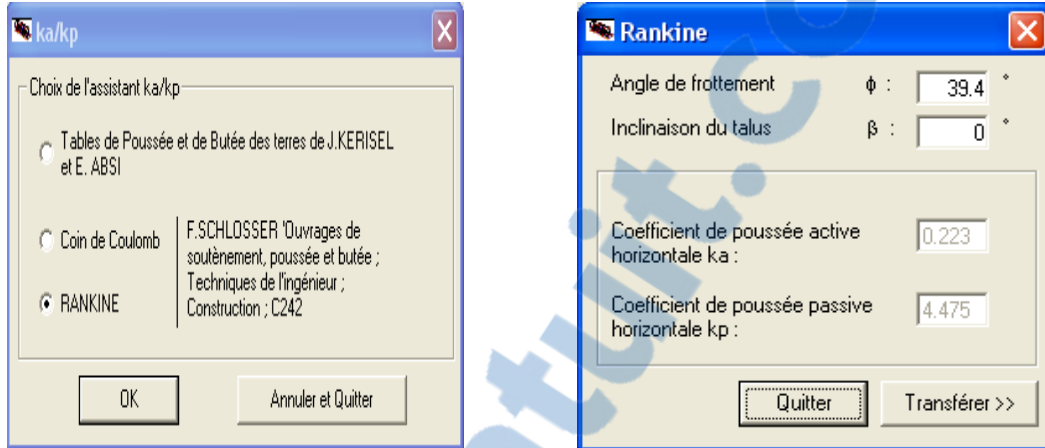 ka/kp
Choix de l'assistant ka/kp
Tables de Poussée et de Butée des terres de J.KERISEL
et E. ABSI
Coin de Coulomb
F.SCHLOSSER 'Ouvrages de
soutènement, poussée et butée ;
Techniques de l'ingénieur ;
Construction ; C242
RANKINE
OK
Annuler et Quitter
Rankine
Angle de frottement ϕ : 39.4 °
Inclinaison du talus β : 0 °
Coefficient de poussée active
horizontale ka : 0.223
Coefficient de poussée passive
horizontale kp : 4.475
Quitter
Transférer >>